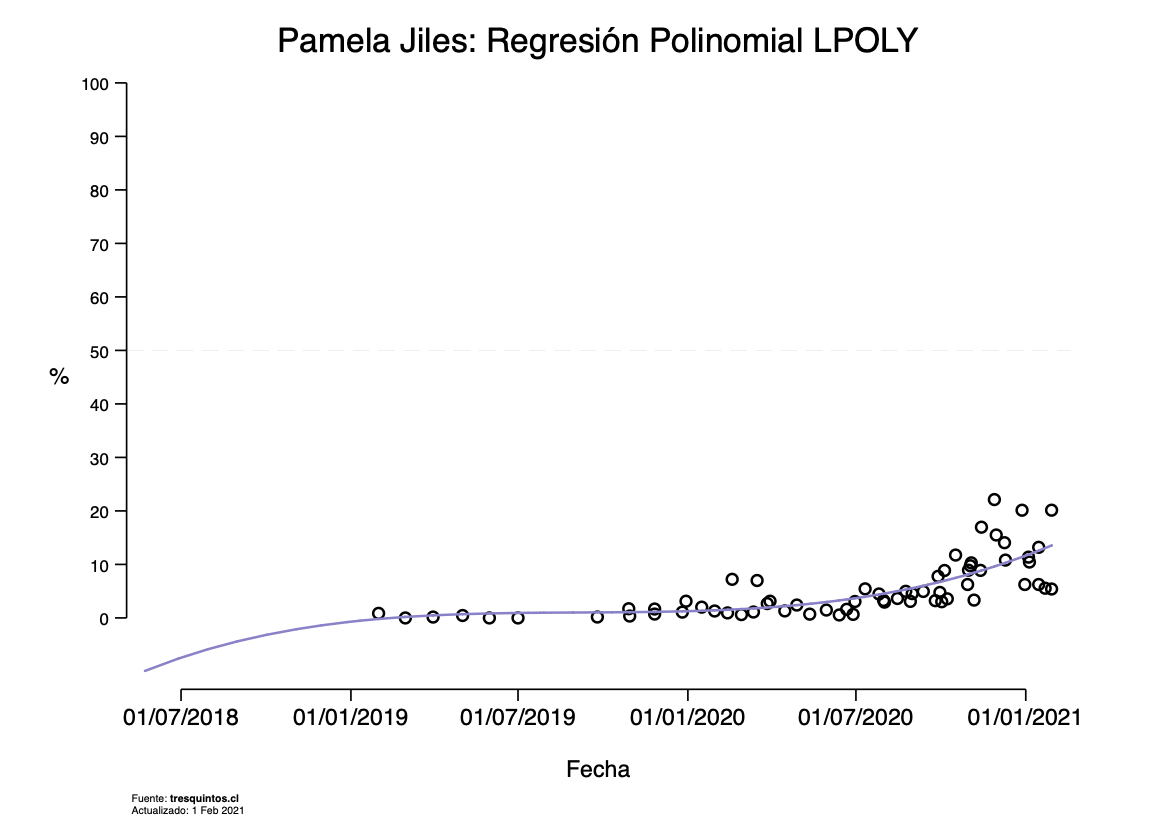 Pamela Jiles: Regresión Polinomial LPOLY
100
90
80
70
60
50
%
40
30
20
10
0
01/07/2018 01/01/2019 01/07/2019 01/01/2020 01/07/2020 01/01/2021
Fecha
Fuente: tresquintos.cl
Actualizado: 1 Feb 2021